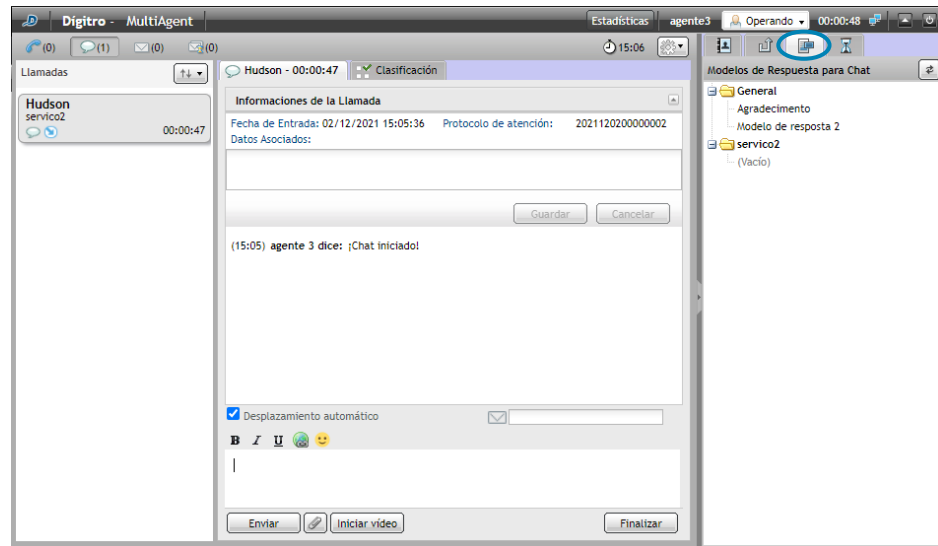 Dígitro - MultiAgent Estadísticas agente3 Operando 00:00:48
(0) (1) (0) (0) 15:06
Llamadas
Hudson
servico2
00:00:47
Hudson - 00:00:47 Clasificación
Informaciones de la Llamada
Fecha de Entrada: 02/12/2021 15:05:36 Protocolo de atención: 2021120200000002
Datos Asociados:
Guardar Cancelar
(15:05) agente 3 dice: ¡Chat iniciado!
Desplazamiento automático
B I U
Enviar Iniciar vídeo Finalizar
Modelos de Respuesta para Chat
General
Agradecimento
Modelo de resposta 2
servico2
(Vacío)